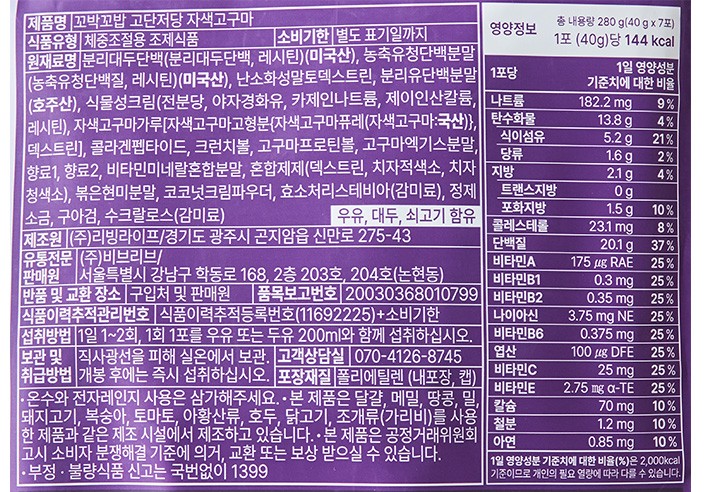 제품명 꼬박꼬밥 고단저당 자색고구마
식품유형 체중조절용 조제식품 소비기한 별도 표기일까지
원재료명 분리대두단백(분리대두단백, 레시틴)(미국산), 농축유청단백분말
(농축유청단백질, 레시틴)(미국산), 난소화성말토덱스트린, 분리유단백분말
(호주산), 식물성크림(전분당, 야자경화유, 카제인나트륨, 제이인산칼륨,
레시틴), 자색고구마가루[자색고구마고형분{자색고구마퓨레(자색고구마:국산)},
덱스트린], 콜라겐펩타이드, 크런치볼, 고구마프로틴볼, 고구마엑기스분말,
향료1, 향료2, 비타민미네랄혼합분말, 혼합제제(덱스트린, 치자적색소, 치자
청색소), 볶은현미분말, 코코넛크림파우더, 효소처리스테비아(감미료), 정제
소금, 구아검, 수크랄로스(감미료) 우유, 대두, 쇠고기 함유
제조원 (주)리빙라이프/경기도 광주시 곤지암읍 신만로 275-43
유통전문 (주)비브리브/
판매원 서울특별시 강남구 학동로 168, 2층 203호, 204호(논현동)
반품 및 교환 장소 구입처 및 판매원 품목보고번호 20030368010799
식품이력추적관리번호 식품이력추적등록번호(11692225)+소비기한
섭취방법 1일 1~2회, 1회 1포를 우유 또는 두유 200ml와 함께 섭취하십시오.
보관 및 직사광선을 피해 실온에서 보관. 고객상담실 070-4126-8745
취급방법 개봉 후에는 즉시 섭취하십시오. 포장재질 폴리에틸렌 (내포장, 캡)
·온수와 전자레인지 사용은 삼가해주세요. ·본 제품은 달걀, 메밀, 땅콩, 밀,
돼지고기, 복숭아, 토마토, 아황산류, 호두, 닭고기, 조개류(가리비)를 사용
한 제품과 같은 제조 시설에서 제조하고 있습니다. ·본 제품은 공정거래위원회
고시 소비자 분쟁해결 기준에 의거, 교환 또는 보상 받으실 수 있습니다.
·부정·불량식품 신고는 국번없이 1399
영양정보 총 내용량 280 g(40 g x 7포)
1포 (40g)당 144 kcal
1포당 1일 영양성분
기준치에 대한 비율
나트륨 182.2 mg 9%
탄수화물 13.8 g 4%
식이섬유 5.2 g 21%
당류 1.6 g 2%
지방 2.1 g 4%
트랜스지방 0 g
포화지방 1.5 g 10%
콜레스테롤 23.1 mg 8%
단백질 20.1 g 37%
비타민A 175 ㎍ RAE 25%
비타민B1 0.3 mg 25%
비타민B2 0.35 mg 25%
나이아신 3.75 mg NE 25%
비타민B6 0.375 mg 25%
엽산 100 ㎍ DFE 25%
비타민C 25 mg 25%
비타민E 2.75 ㎎ α-TE 25%
칼슘 70 mg 10%
철분 1.2 mg 10%
아연 0.85 mg 10%
1일 영양성분 기준치에 대한 비율(%)은 2,000kcal
기준이므로 개인의 필요 열량에 따라 다를 수 있습니다.